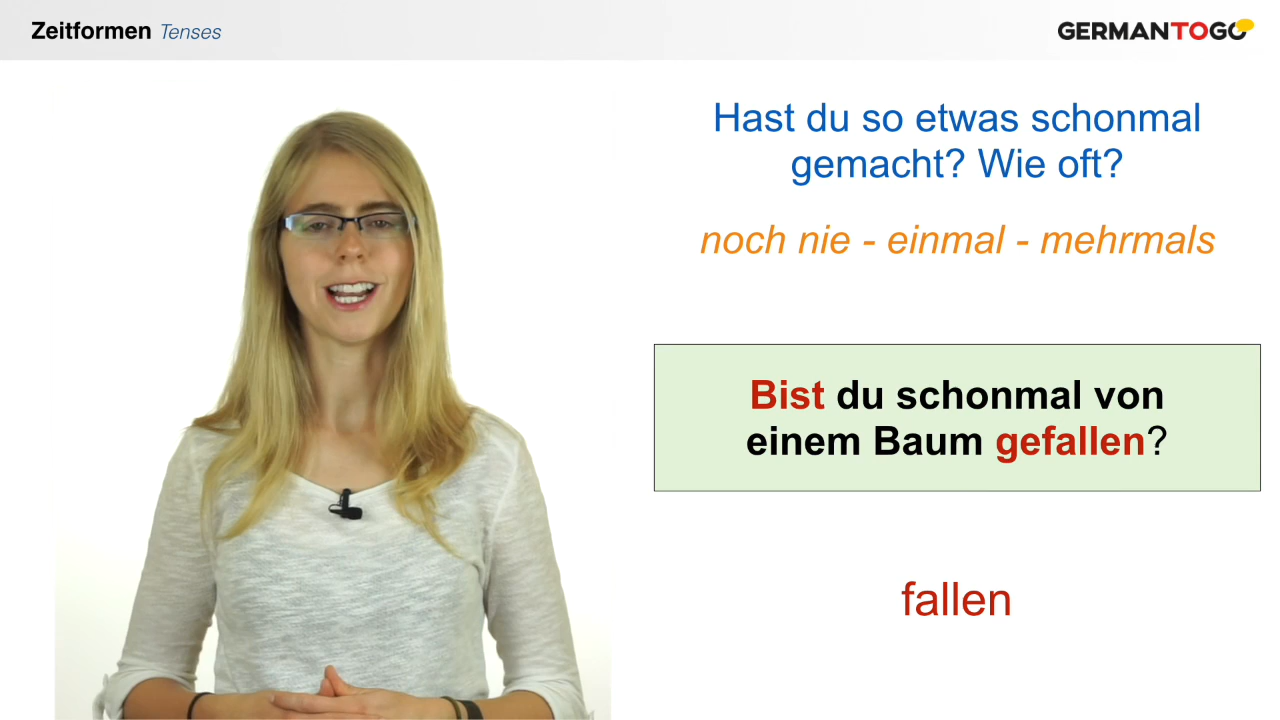 Zeitformen Tenses
GERMANTOGO
Hast du so etwas schonmal
gemacht? Wie oft?
noch nie - einmal - mehrmals
Bist du schonmal von
einem Baum gefallen?
fallen